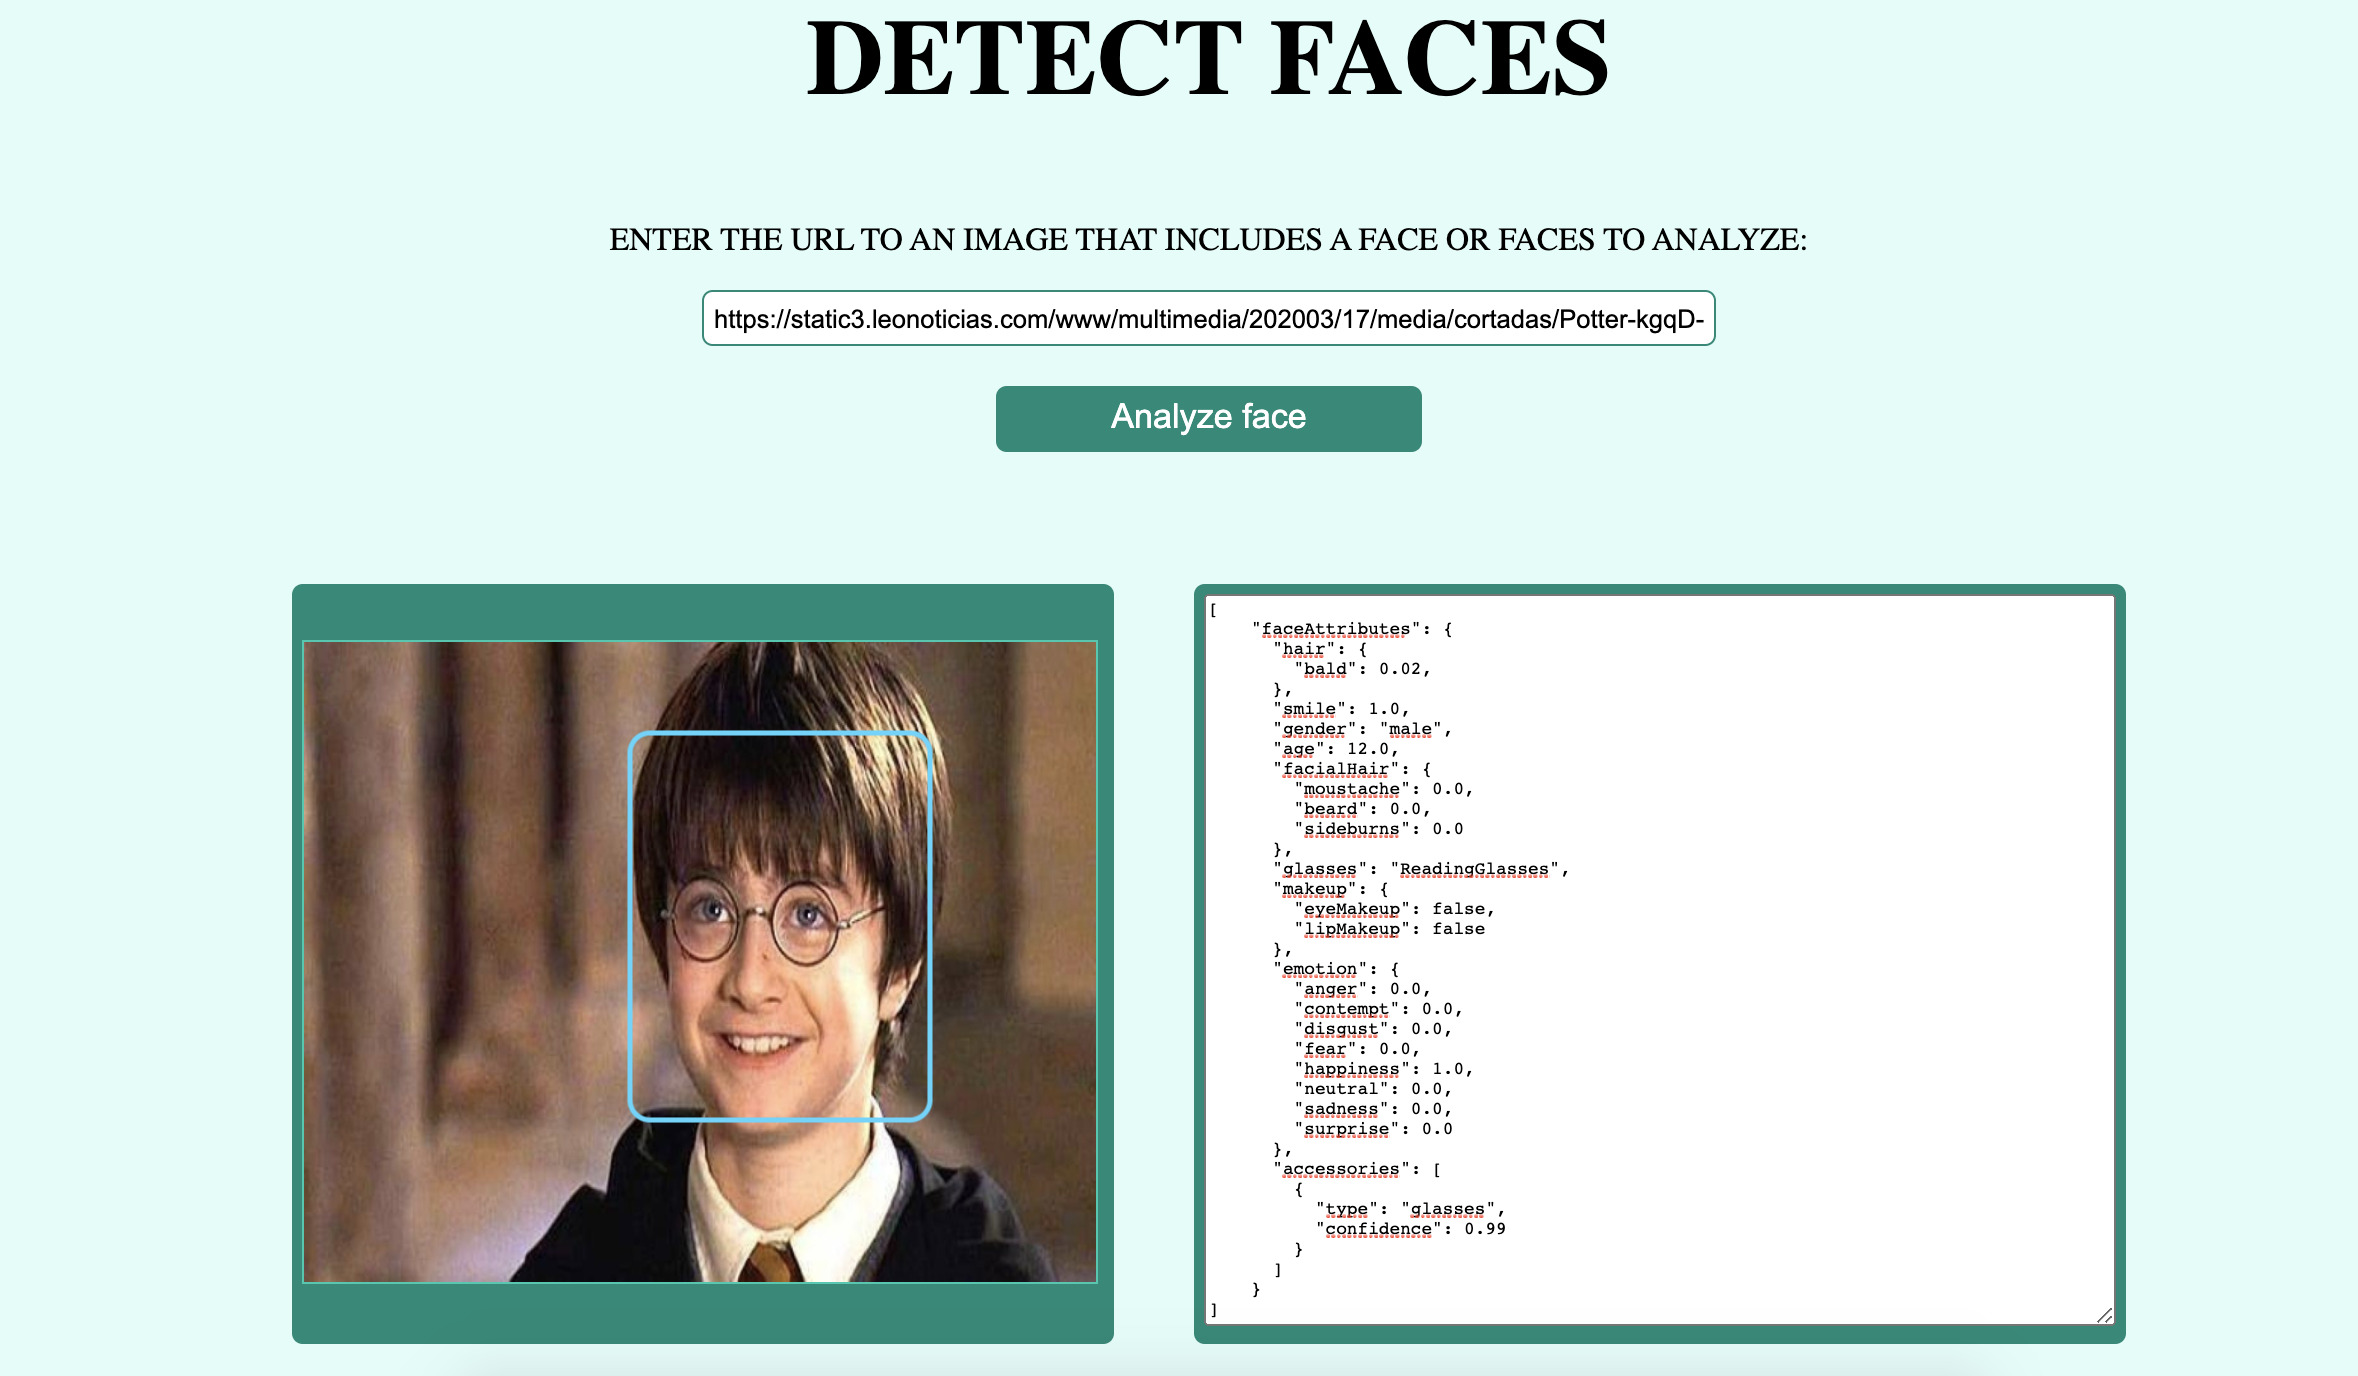 DETECT FACES
ENTER THE URL TO AN IMAGE THAT INCLUDES A FACE OR FACES TO ANALYZE:
https://static3.leonoticias.com/www/multimedia/202003/17/media/cortadas/Potter-kgqD-
Analyze face
[
"faceAttributes": {
"hair": {
"bald": 0.02,
},
"smile": 1.0,
"gender": "male",
"age": 12.0,
"facialHair": {
"moustache": 0.0,
"beard": 0.0,
"sideburns": 0.0
},
"glasses": "ReadingGlasses",
"makeup": {
"eyeMakeup": false,
"lipMakeup": false
},
"emotion": {
"anger": 0.0,
"contempt": 0.0,
"disgust": 0.0,
"fear": 0.0,
"happiness": 1.0,
"neutral": 0.0,
"sadness": 0.0,
"surprise": 0.0
},
"accessories": [
{
"type": "glasses",
"confidence": 0.99
}
]
}
]